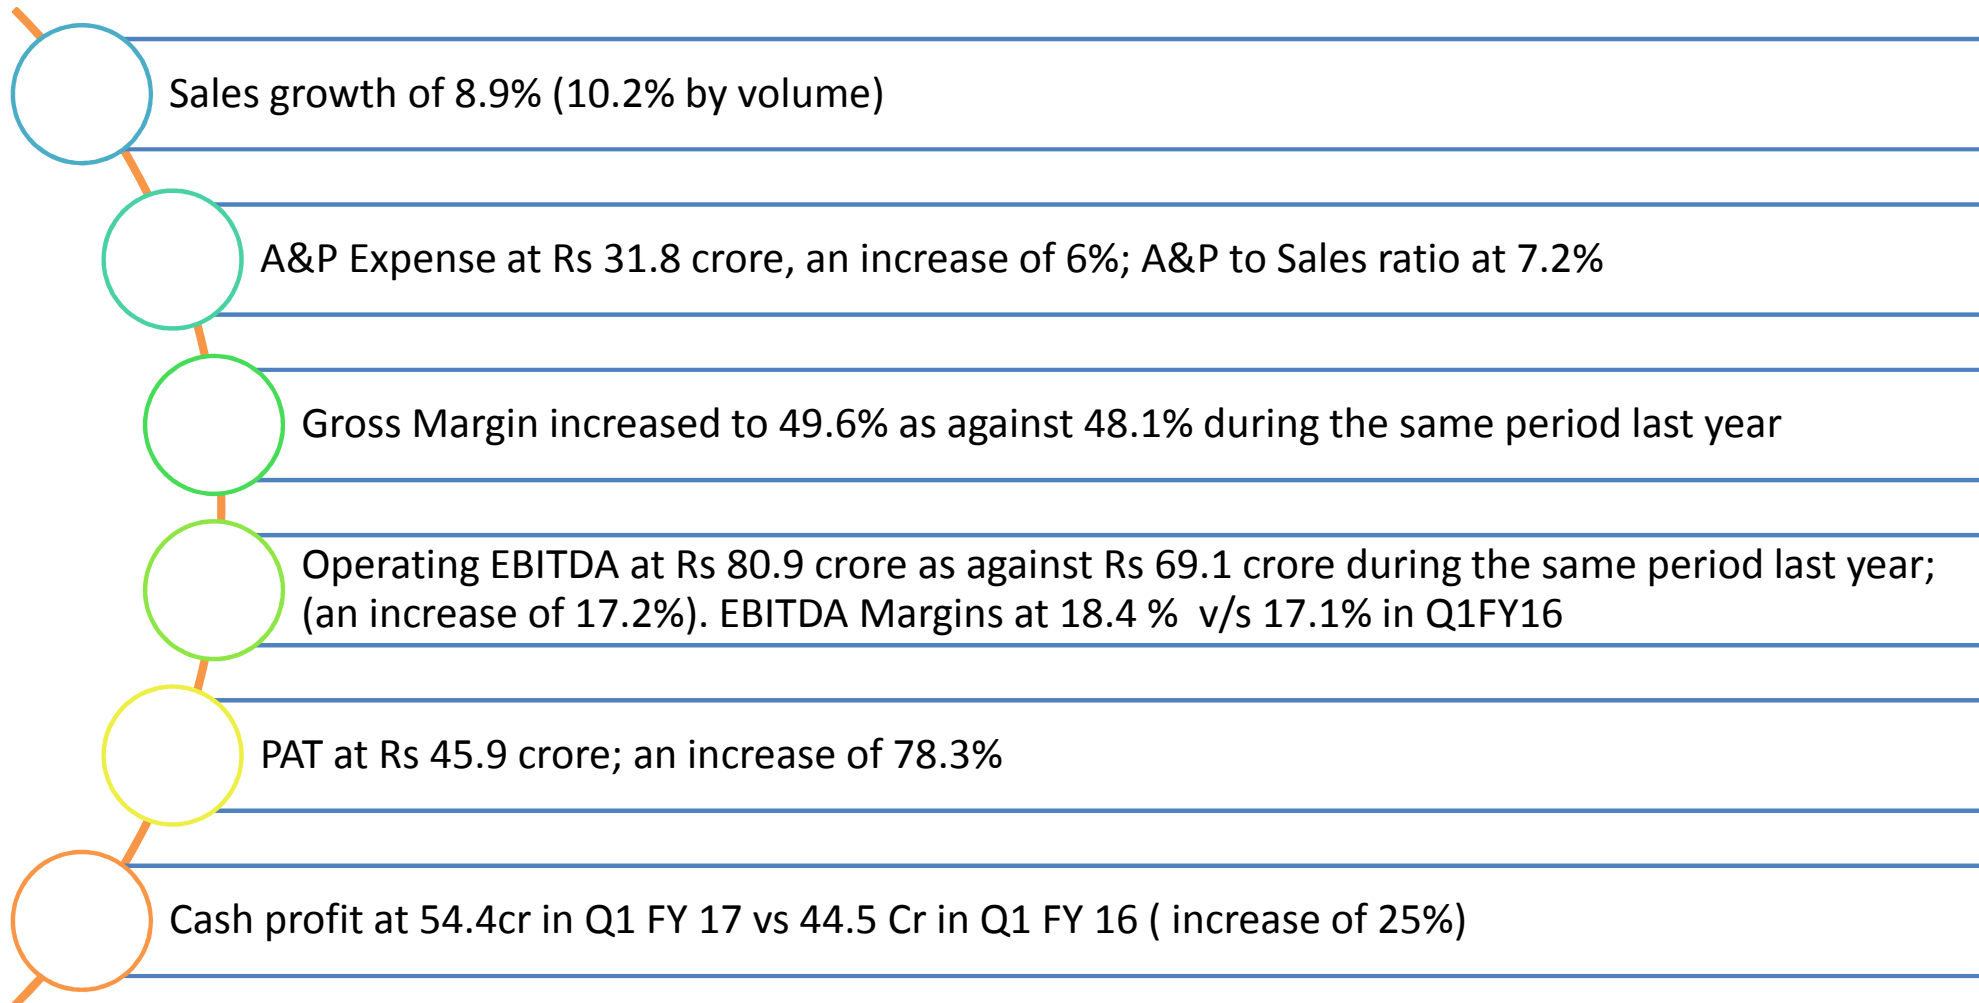 Sales growth of 8.9% (10.2% by volume)
A&P Expense at Rs 31.8 crore, an increase of 6%; A&P to Sales ratio at 7.2%
Gross Margin increased to 49.6% as against 48.1% during the same period last year
Operating EBITDA at Rs 80.9 crore as against Rs 69.1 crore during the same period last year;
(an increase of 17.2%). EBITDA Margins at 18.4 %  v/s 17.1% in Q1FY16
PAT at Rs 45.9 crore; an increase of 78.3%
Cash profit at 54.4cr in Q1 FY 17 vs 44.5 Cr in Q1 FY 16 ( increase of 25%)